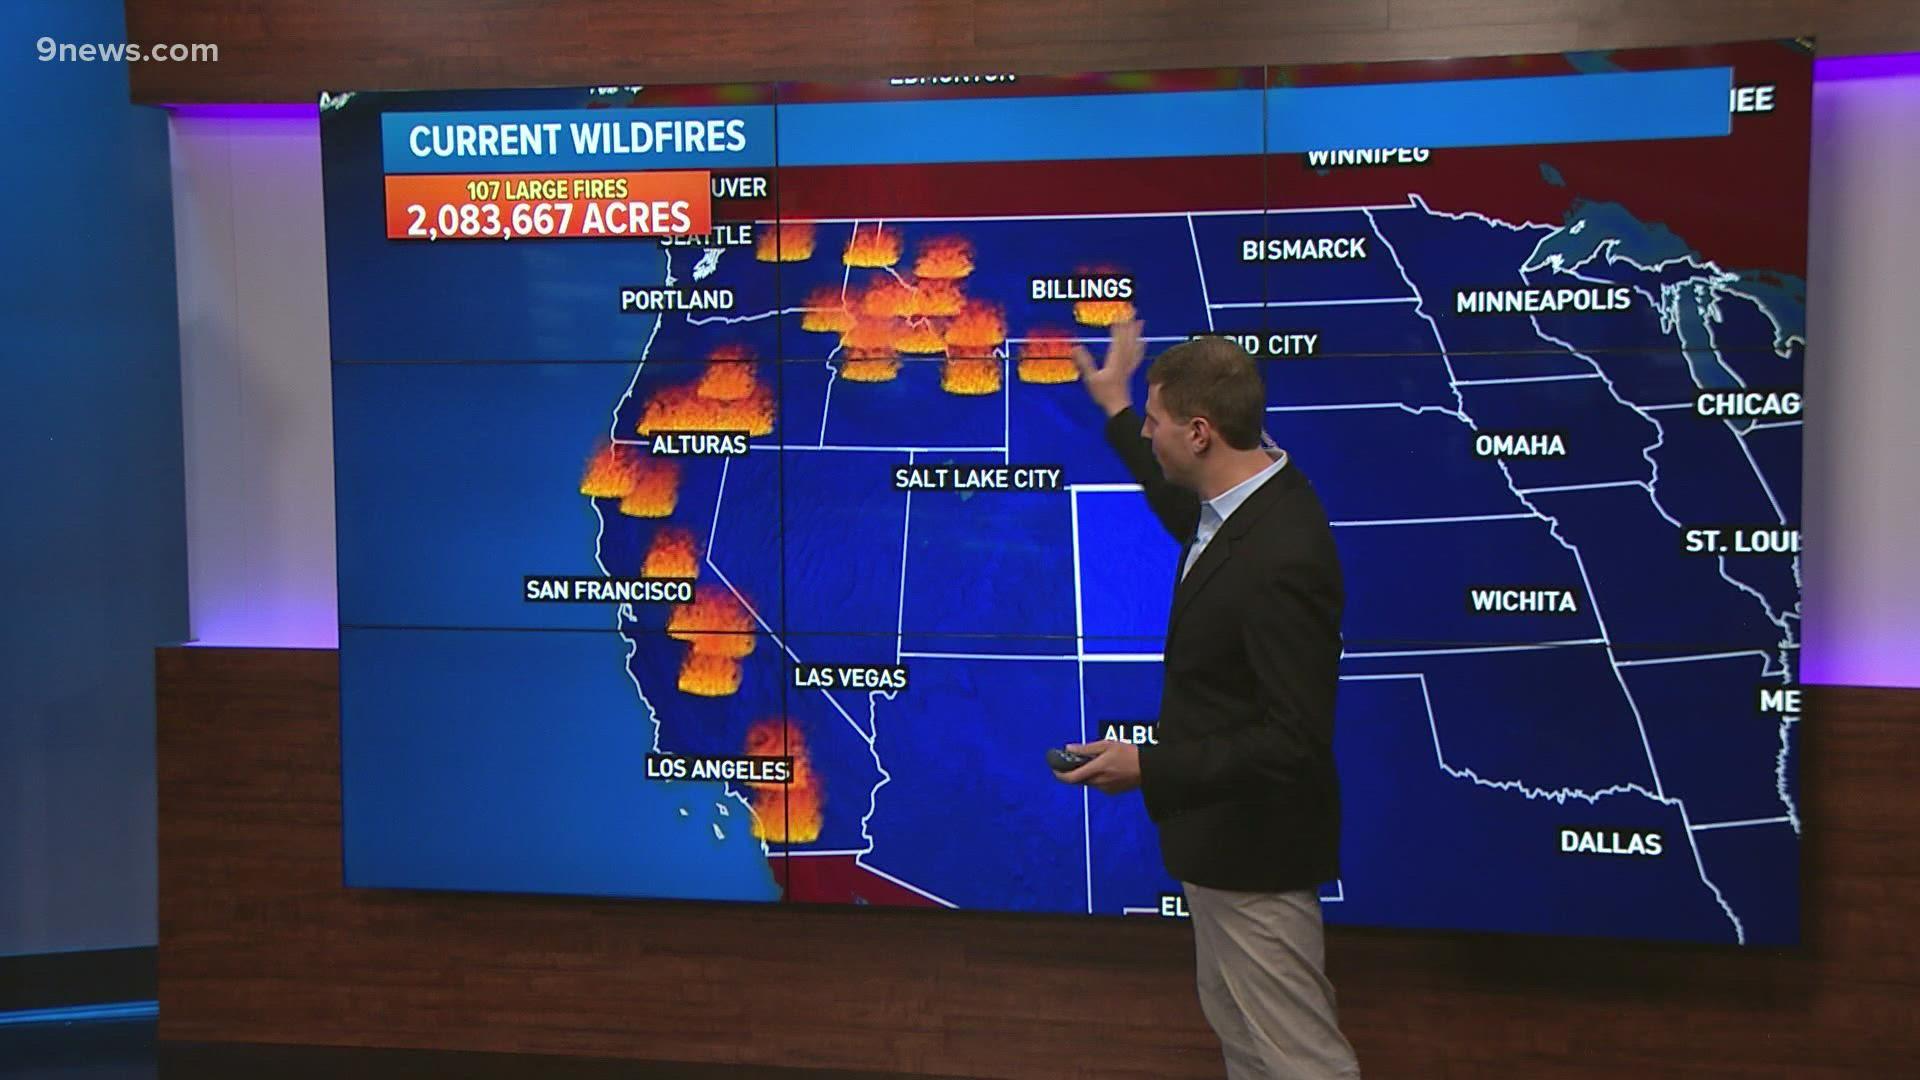 9news.com
EDMONTON
CURRENT WILDFIRES
107 LARGE FIRES
2,083,667 ACRES
UVER
WINNIPEG
SEATTLE
BISMARCK
PORTLAND
BILLINGS
MINNEAPOLIS
CITY
CHICAG
ALTURAS
OMAHA
SALT LAKE CITY
ST. LOUI
SAN FRANCISCO
WICHITA
LAS VEGAS
ME
ALBU
LOS ANGELES
DALLAS
EL